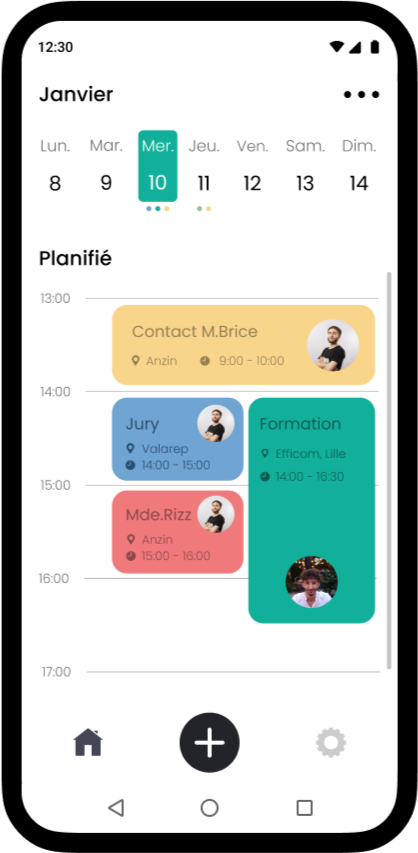 12:30
Janvier
Lun. Mar. Mer. Jeu. Ven. Sam. Dim.
8 9 10 11 12 13 14
Planifié
13:00
Contact M.Brice
Anzin 9:00 - 10:00
14:00
Jury
Valarep
14:00 - 15:00
Formation
Efficom, Lille
14:00 - 16:30
15:00
Mde.Rizz
Anzin
15:00 - 16:00
16:00
17:00